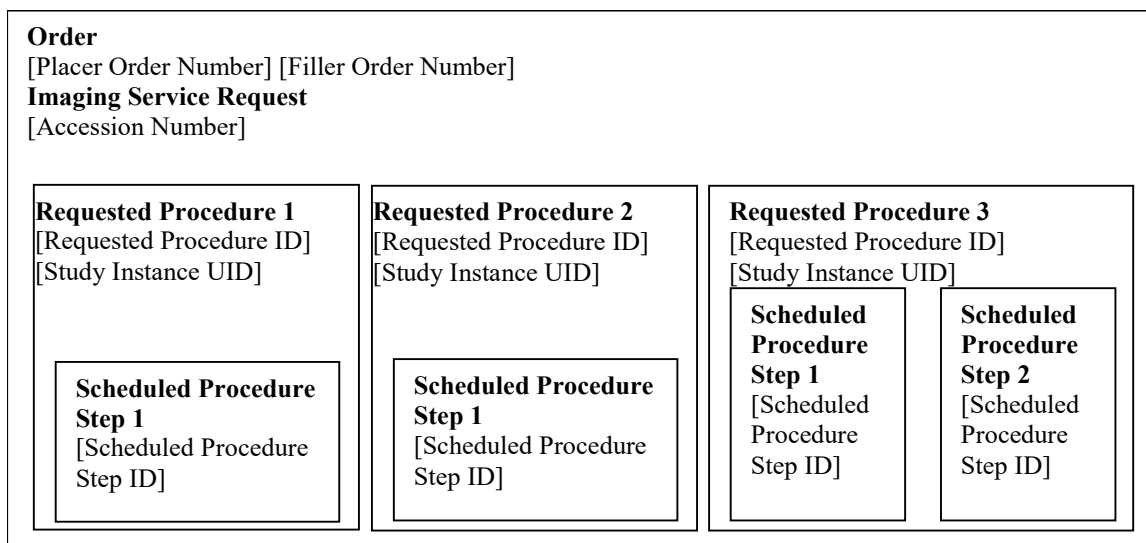 Order
[Placer Order Number] [Filler Order Number]
Imaging Service Request
[Accession Number]
Requested Procedure 1
[Requested Procedure ID]
[Study Instance UID]
Scheduled Procedure
Step 1
[Scheduled Procedure
Step ID]
Requested Procedure 2
[Requested Procedure ID]
[Study Instance UID]
Scheduled Procedure
Step 1
[Scheduled Procedure
Step ID]
Requested Procedure 3
[Requested Procedure ID]
[Study Instance UID]
Scheduled
Procedure
Step 1
[Scheduled
Procedure
Step ID]
Scheduled
Procedure
Step 2
[Scheduled
Procedure
Step ID]